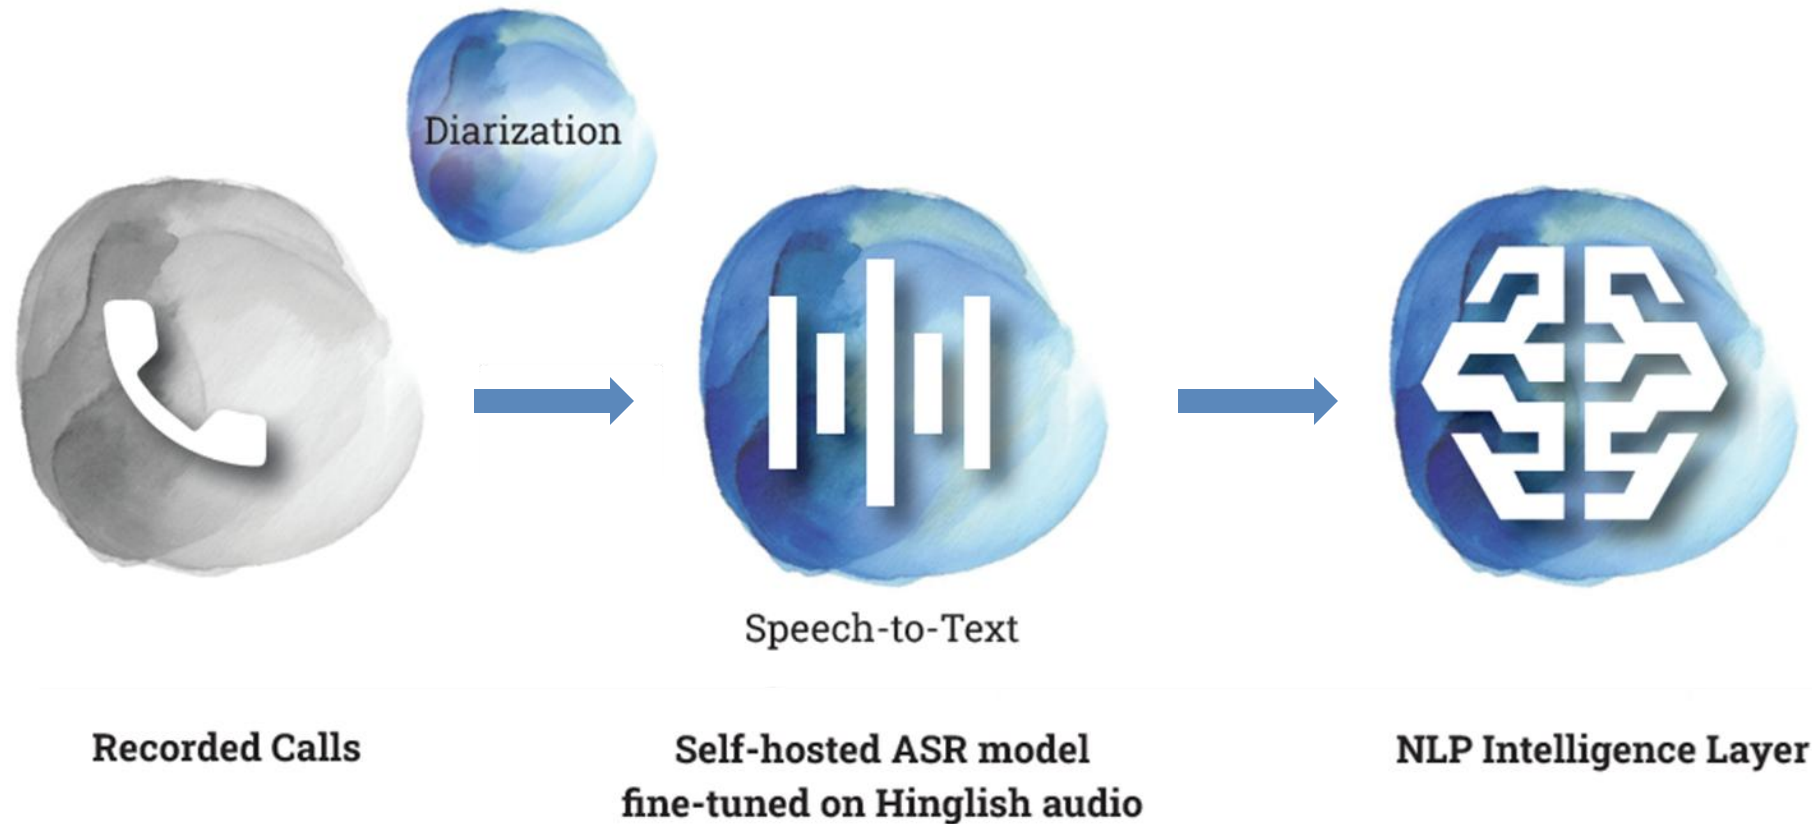 Diarization
Speech-to-Text
Recorded Calls
Self-hosted ASR model
fine-tuned on Hinglish audio
NLP Intelligence Layer